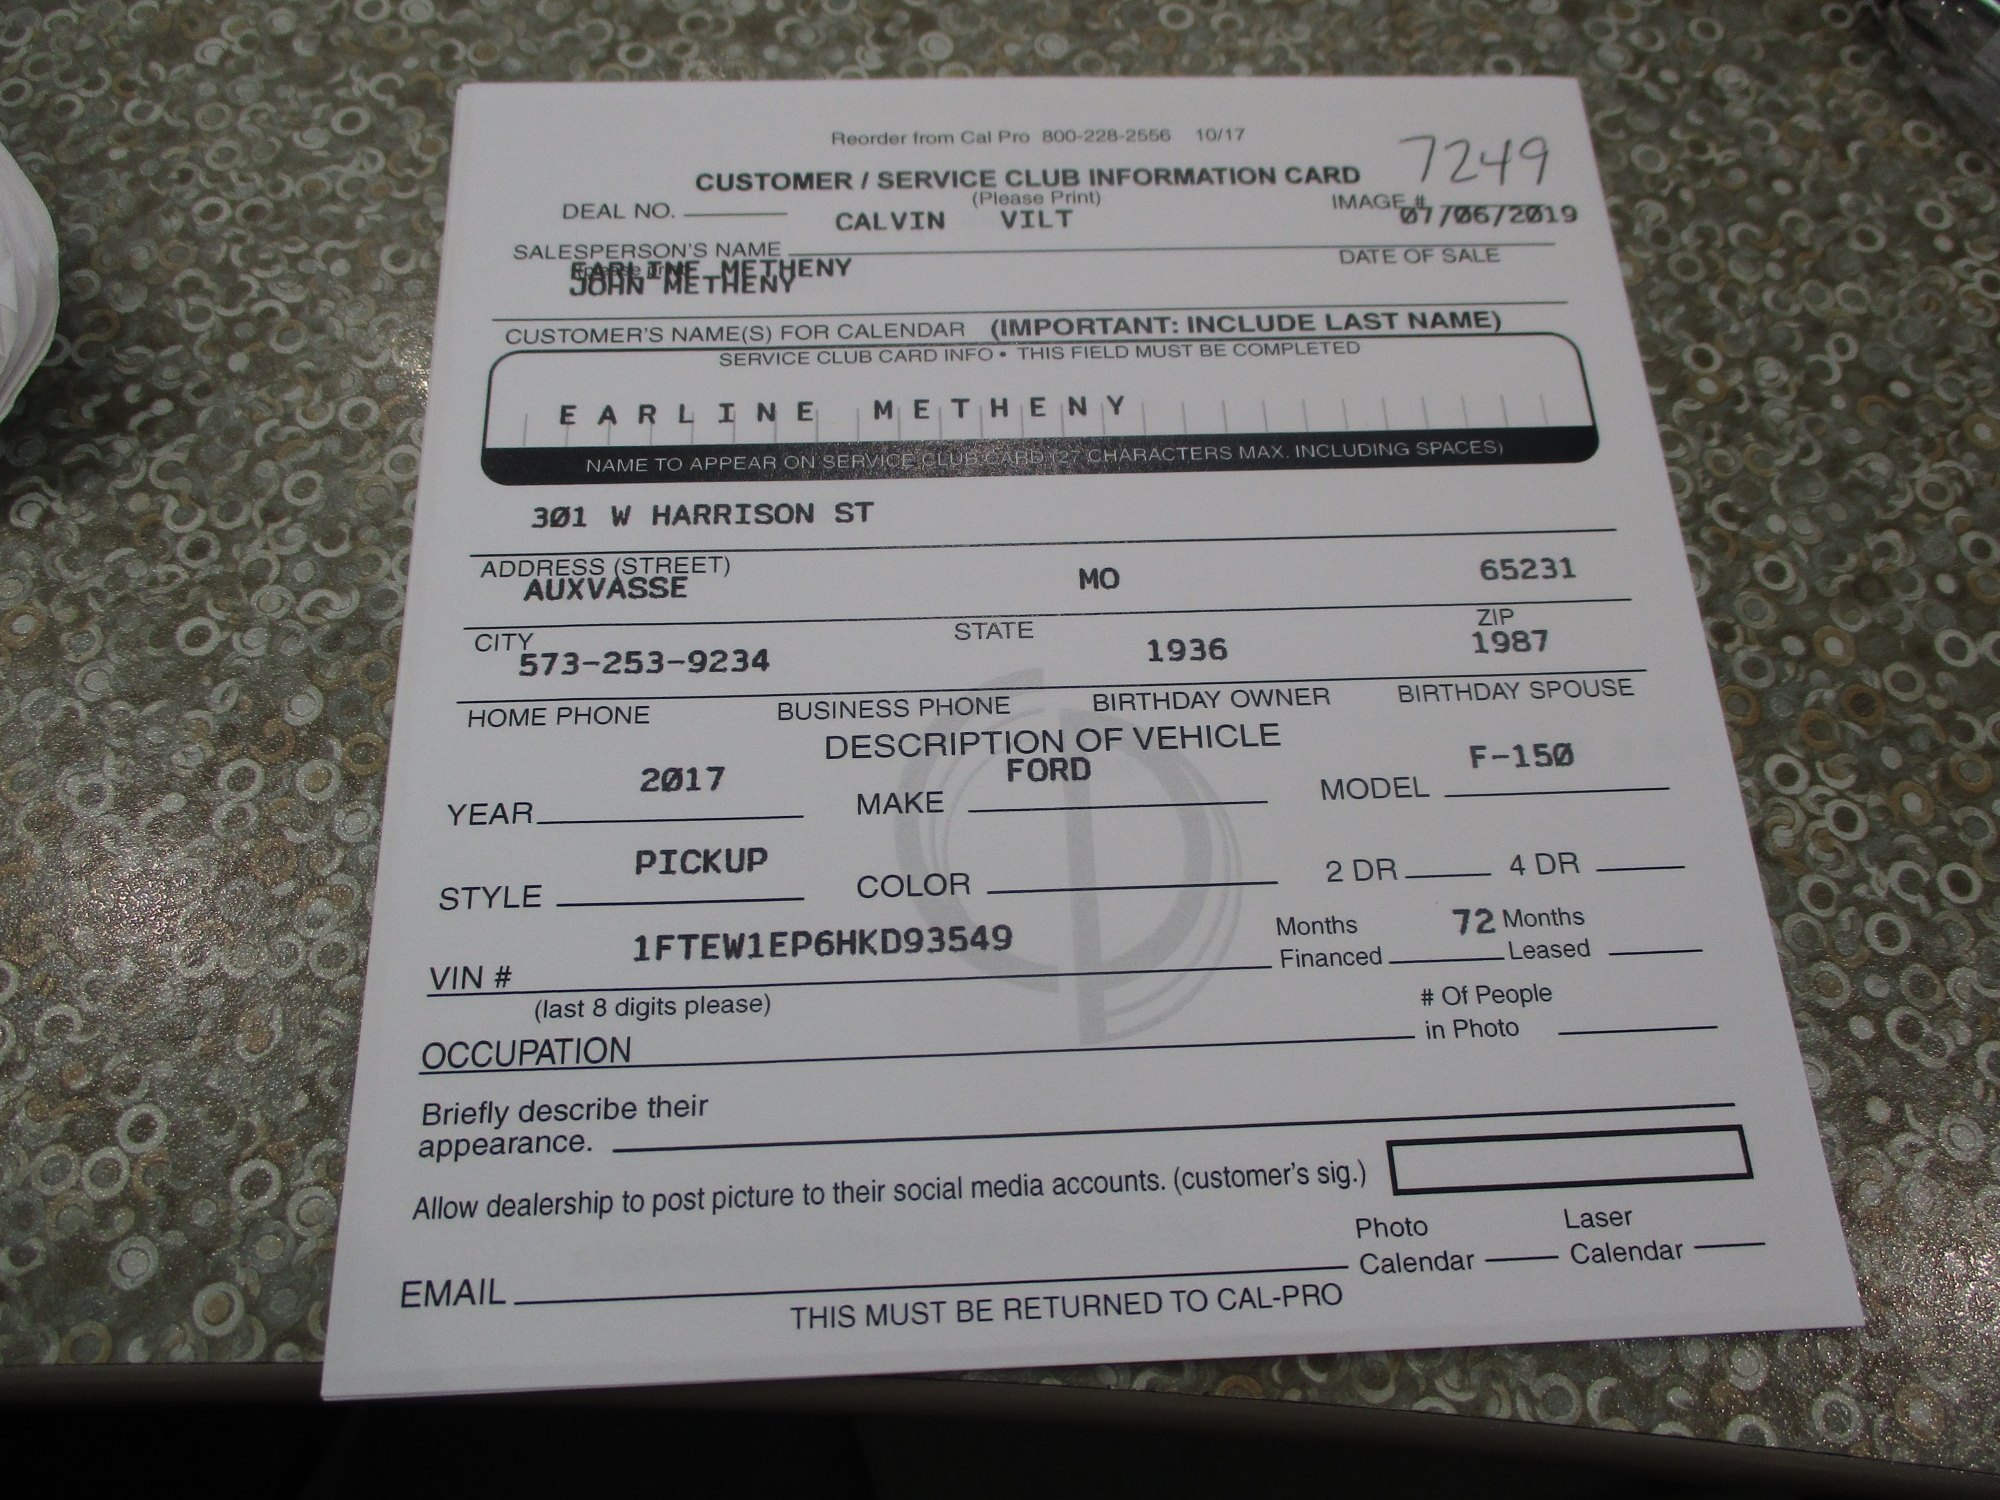 Reorder from Cal Pro 800-228-2556 10/17
7249
CUSTOMER / SERVICE CLUB INFORMATION CARD
(Please Print)
DEAL NO.
IMAGE #
CALVIN VILT
07/06/2019
SALESPERSON'S NAME
DATE OF SALE
EARLINE METHENY
JOHN METHENY
CUSTOMER'S NAME(S) FOR CALENDAR (IMPORTANT: INCLUDE LAST NAME)
SERVICE CLUB CARD INFO • THIS FIELD MUST BE COMPLETED
EARLINE METHENY
NAME TO APPEAR ON SERVICE CLUB CARD (27 CHARACTERS MAX. INCLUDING SPACES)
301 W HARRISON ST
ADDRESS (STREET)
AUXVASSE MO 65231
CITY STATE ZIP
573-253-9234 1936 1987
HOME PHONE BUSINESS PHONE BIRTHDAY OWNER BIRTHDAY SPOUSE
DESCRIPTION OF VEHICLE
YEAR 2017 MAKE FORD MODEL F-150
STYLE PICKUP COLOR 2 DR 4 DR
VIN # 1FTEW1EP6HKD93549 Months Financed 72 Months Leased
(last 8 digits please)
OCCUPATION # Of People in Photo
Briefly describe their
appearance.
Allow dealership to post picture to their social media accounts. (customer's sig.)
EMAIL Photo Calendar Laser Calendar
THIS MUST BE RETURNED TO CAL-PRO